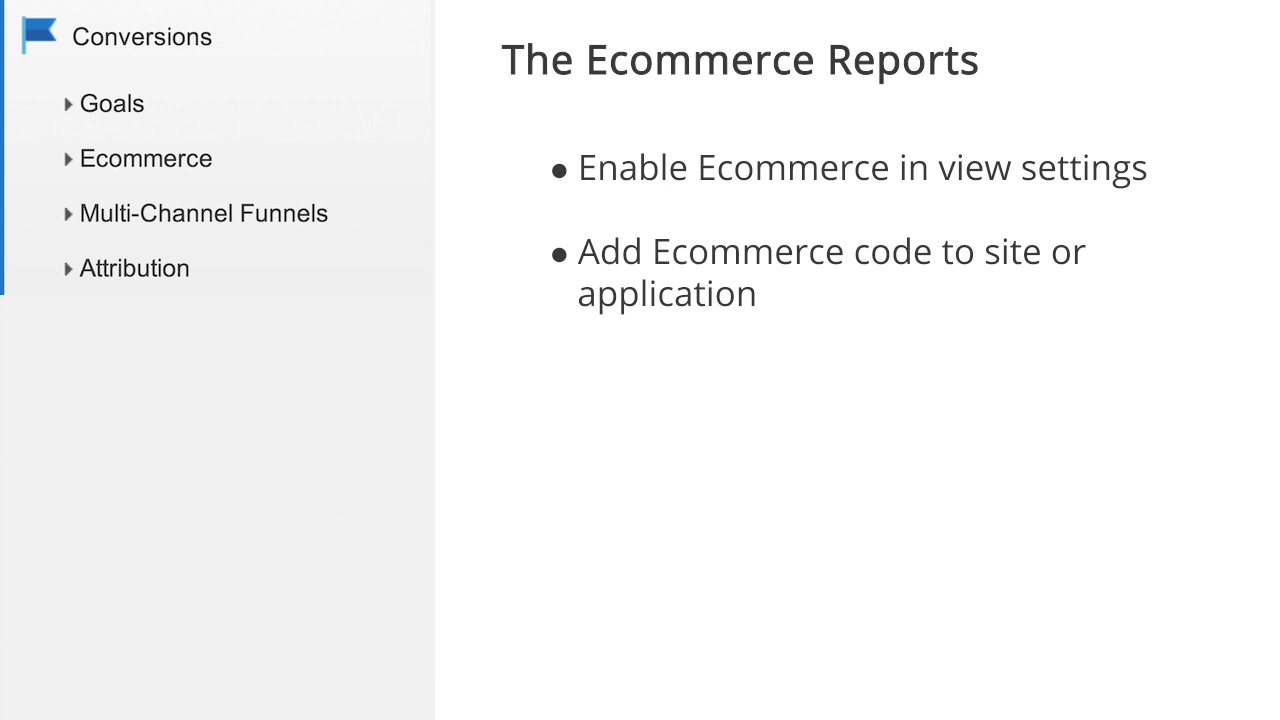 Conversions
Goals
Ecommerce
Multi-Channel Funnels
Attribution
The Ecommerce Reports
● Enable Ecommerce in view settings
● Add Ecommerce code to site or
application